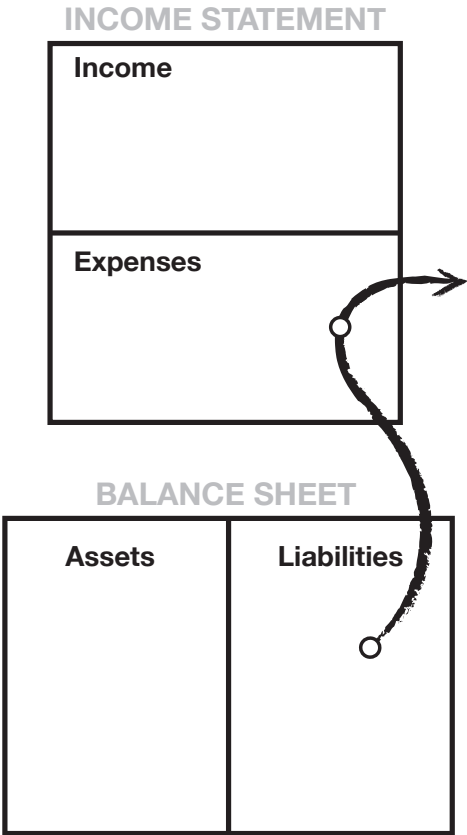 INCOME STATEMENT
Income
Expenses
BALANCE SHEET
Assets Liabilities